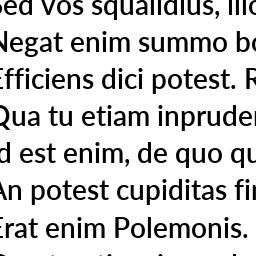 Sed vos squalidius, illo
Negat enim summo bo
Efficiens dici potest. R
Qua tu etiam inpruden
d est enim, de quo qu
An potest cupiditas fin
Erat enim Polemonis.